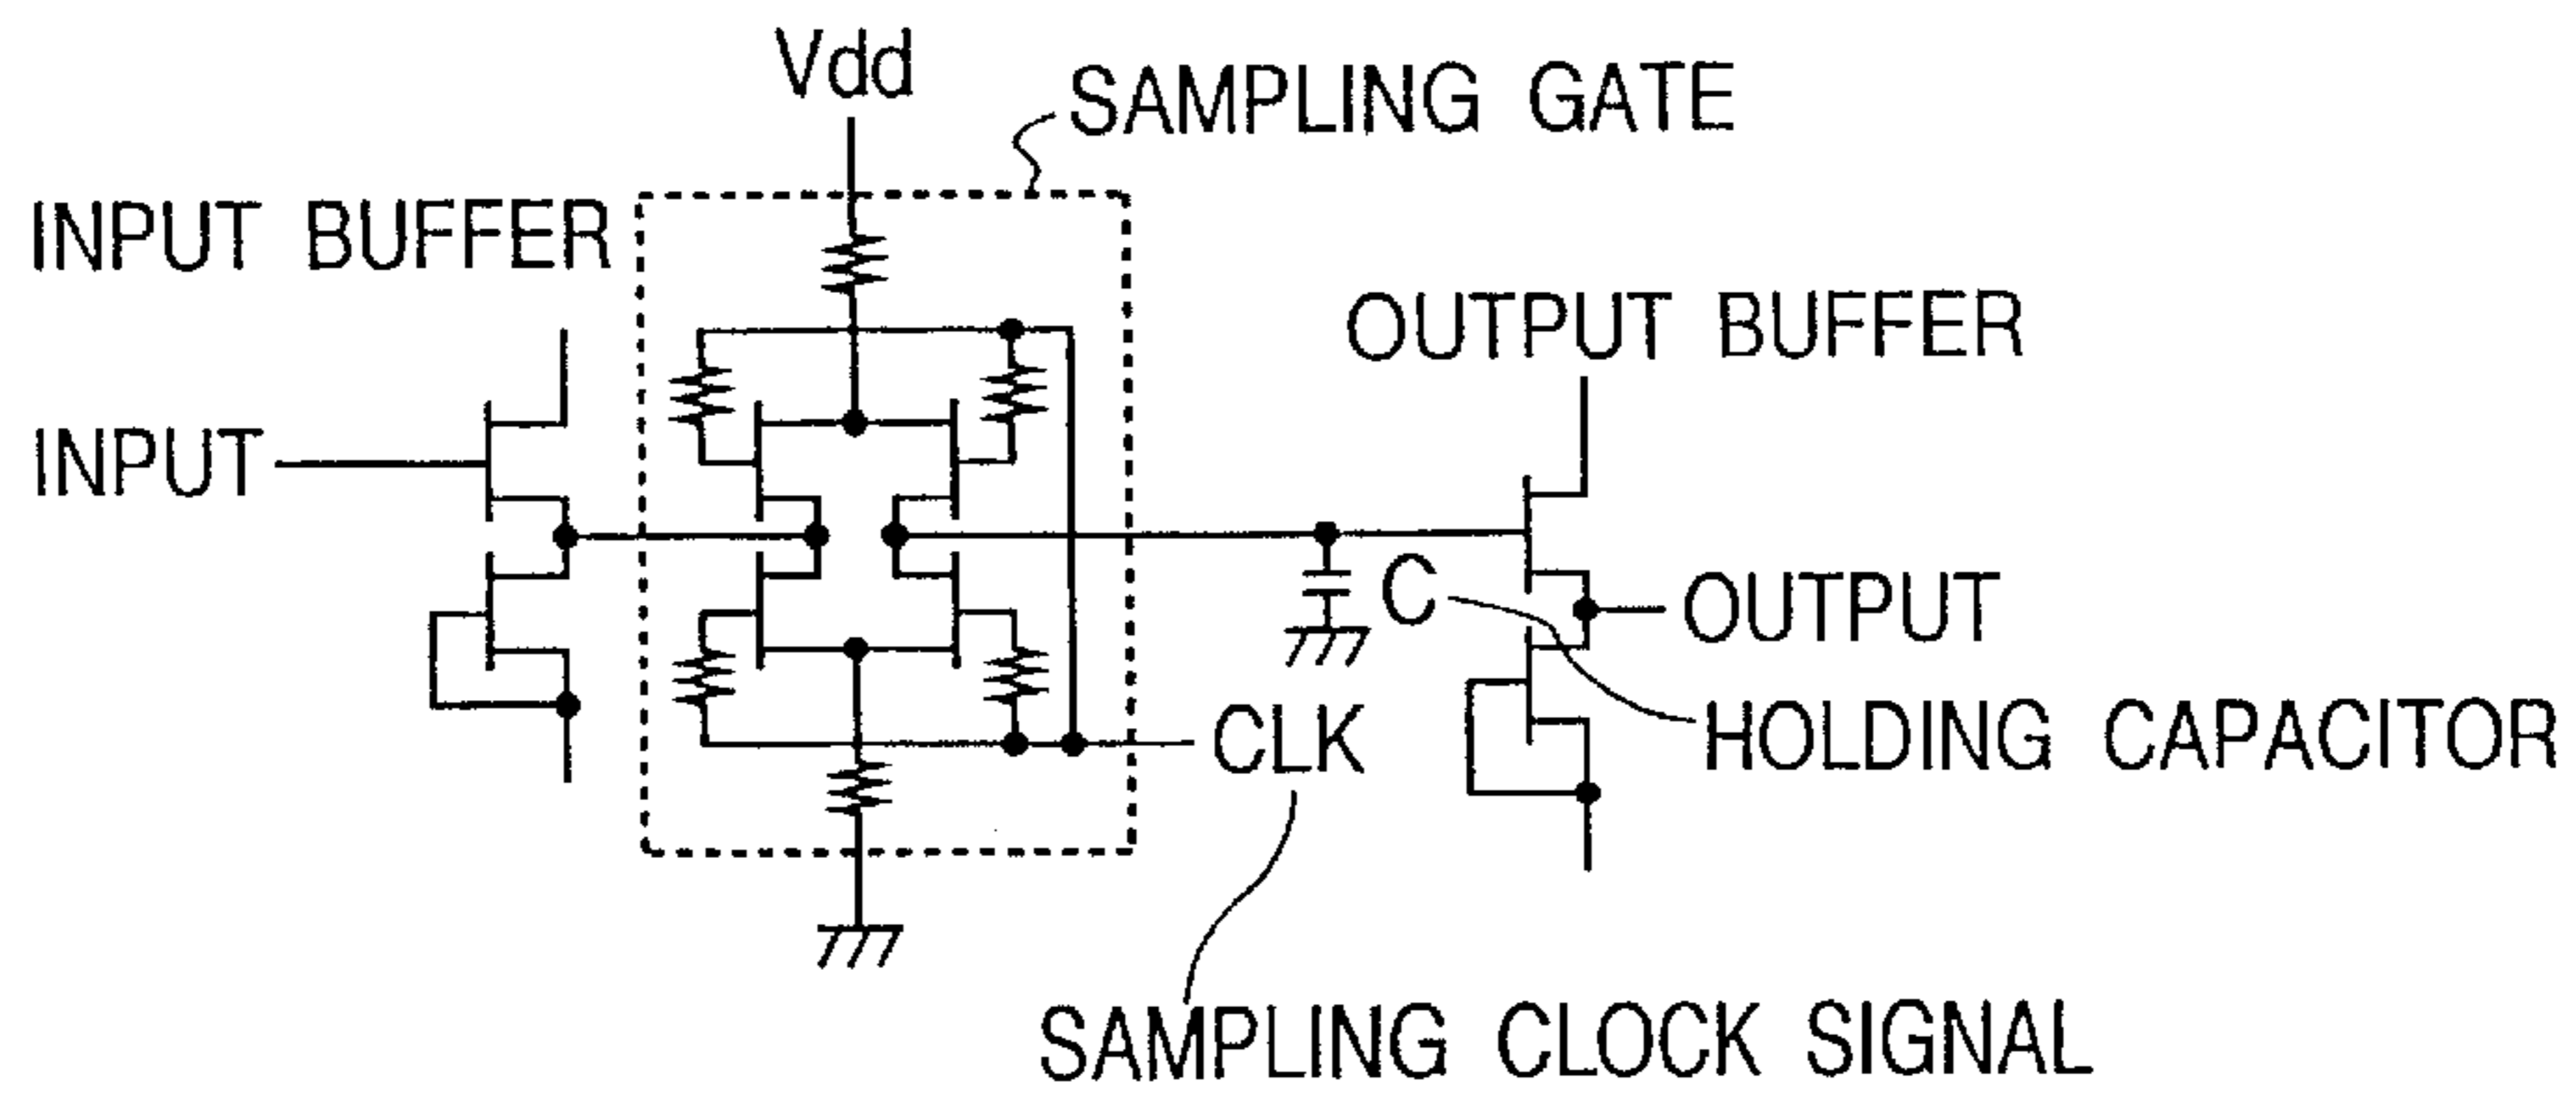 Vdd
SAMPLING GATE
INPUT BUFFER
OUTPUT BUFFER
INPUT
C
OUTPUT
CLK
HOLDING CAPACITOR
SAMPLING CLOCK SIGNAL